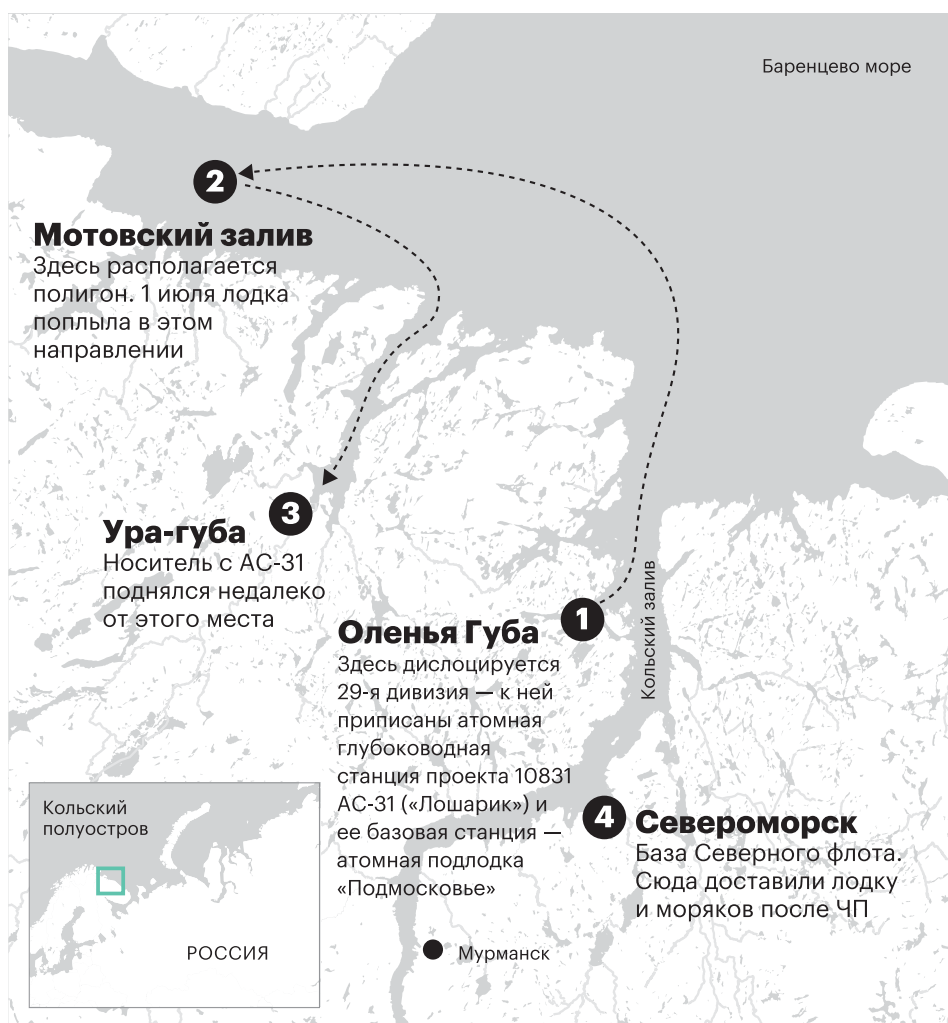 Баренцево море
2
Мотовский залив
Здесь располагается
полигон. 1 июля лодка
поплыла в этом
направлении
3
Ура-губа
Носитель с АС-31
поднялся недалеко
от этого места
Кольский залив
1
Оленья Губа
Здесь дислоцируется
29-я дивизия — к ней
приписаны атомная
глубоководная
станция проекта 10831
АС-31 («Лошарик») и
ее базовая станция —
атомная подлодка
«Подмосковье»
4
Североморск
База Северного флота.
Сюда доставили лодку
и моряков после ЧП
Мурманск
Кольский
полуостров
РОССИЯ